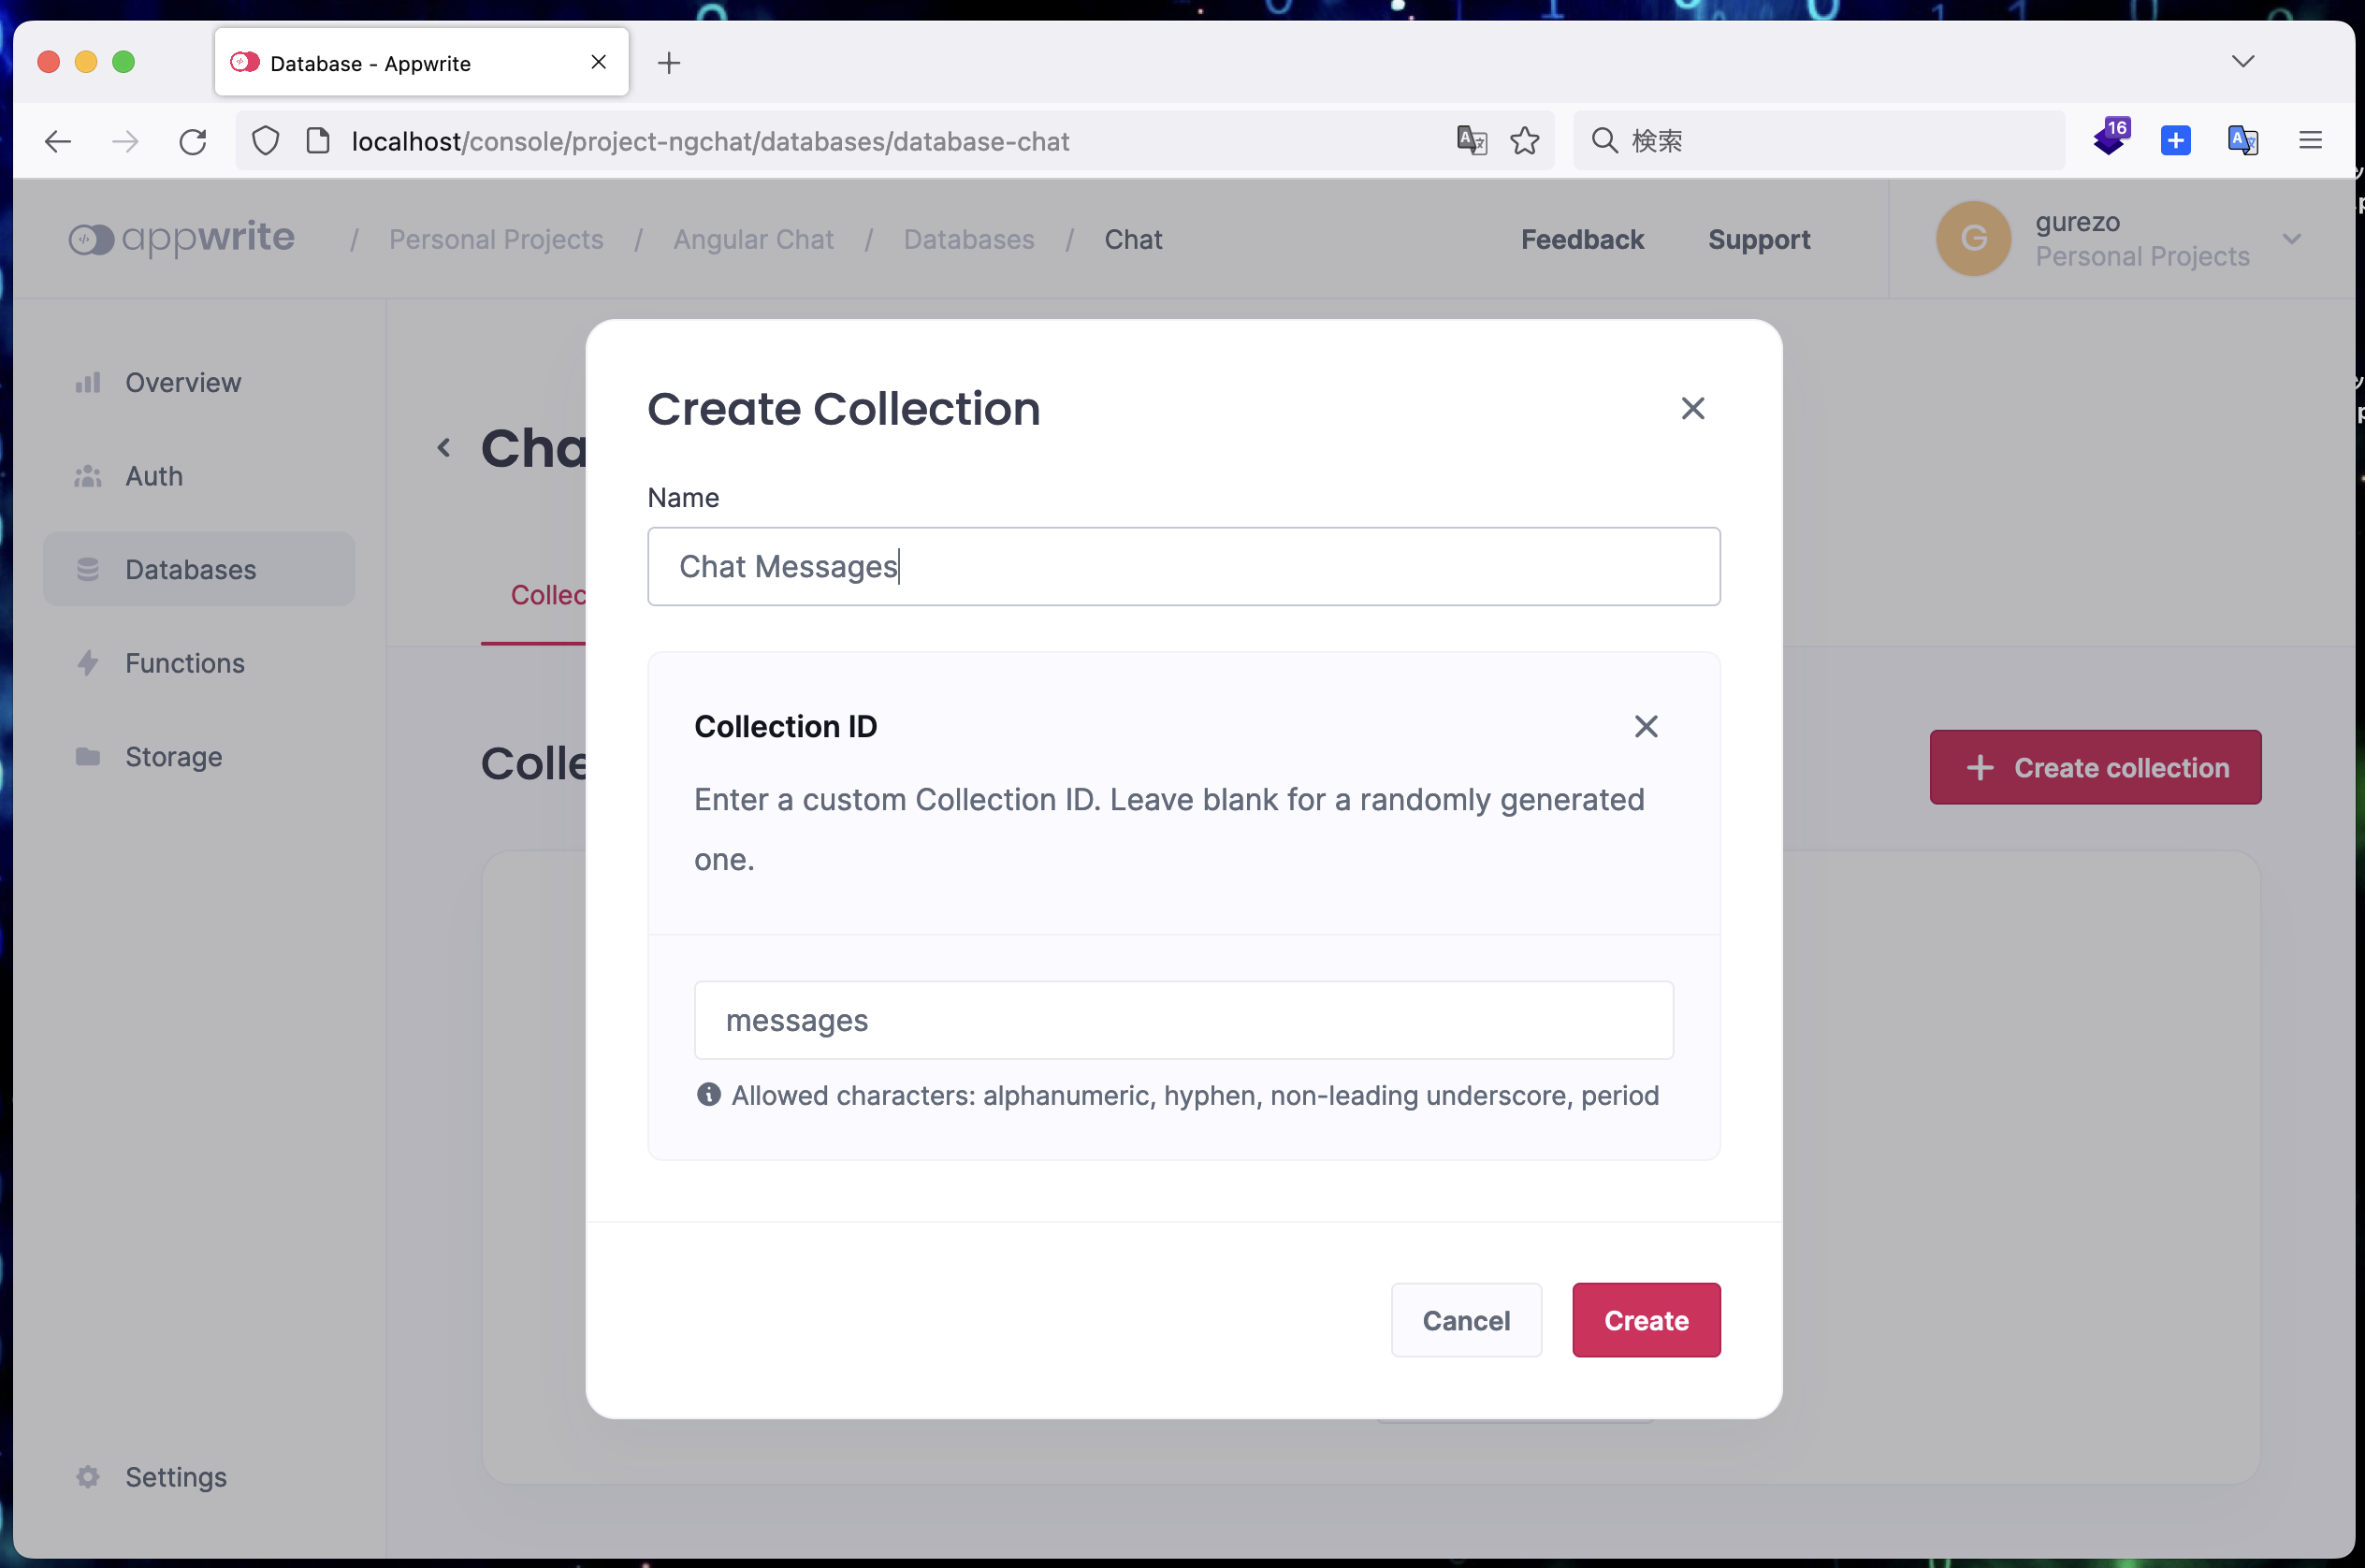 Database - Appwrite
localhost/console/project-ngchat/databases/database-chat
検索
16
appwrite / Personal Projects / Angular Chat / Databases / Chat
Feedback
Support
G
gurezo
Personal Projects
Overview
Auth
Databases
Functions
Storage
Settings
Cha
Collec
Colle
Create collection
Create Collection
Name
Chat Messages
Collection ID
Enter a custom Collection ID. Leave blank for a randomly generated
one.
messages
Allowed characters: alphanumeric, hyphen, non-leading underscore, period
Cancel
Create